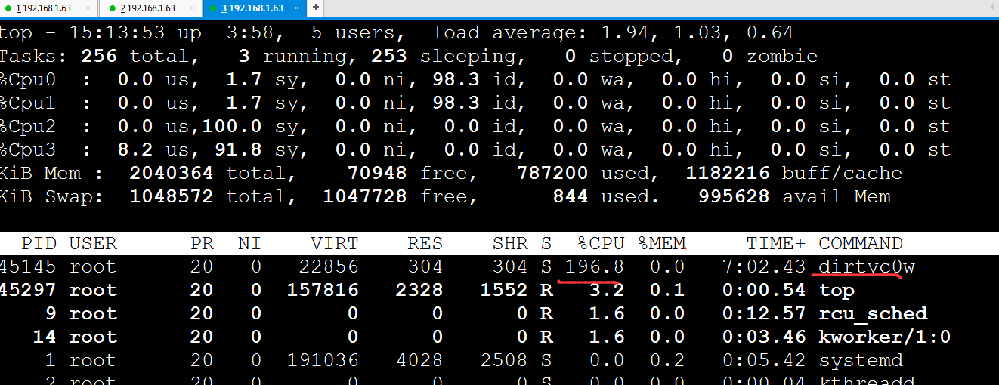 1 192.168.1.63 × 2 192.168.1.63 × 3 192.168.1.63 × +
top - 15:13:53 up  3:58,  5 users,  load average: 1.94, 1.03, 0.64
Tasks: 256 total,   3 running, 253 sleeping,   0 stopped,   0 zombie
%Cpu0  :  0.0 us,  1.7 sy,  0.0 ni, 98.3 id,  0.0 wa,  0.0 hi,  0.0 si,  0.0 st
%Cpu1  :  0.0 us,  1.7 sy,  0.0 ni, 98.3 id,  0.0 wa,  0.0 hi,  0.0 si,  0.0 st
%Cpu2  :  0.0 us,100.0 sy,  0.0 ni,  0.0 id,  0.0 wa,  0.0 hi,  0.0 si,  0.0 st
%Cpu3  :  8.2 us, 91.8 sy,  0.0 ni,  0.0 id,  0.0 wa,  0.0 hi,  0.0 si,  0.0 st
KiB Mem :  2040364 total,    70948 free,   787200 used,  1182216 buff/cache
KiB Swap:  1048572 total,  1047728 free,      844 used.   995628 avail Mem
PID USER      PR  NI    VIRT    RES    SHR S  %CPU %MEM     TIME+ COMMAND
45145 root      20   0   22856    304    304 S 196.8  0.0   7:02.43 dirtyc0w
45297 root      20   0  157816   2328   1552 R   3.2  0.1   0:00.54 top
9 root      20   0       0      0      0 R   1.6  0.0   0:12.57 rcu_sched
14 root      20   0       0      0      0 R   1.6  0.0   0:03.46 kworker/1:0
1 root      20   0  191036   4028   2508 S   0.0  0.2   0:05.42 systemd
2 root      20   0       0      0      0 S   0.0  0.0   0:00.04 kthreadd